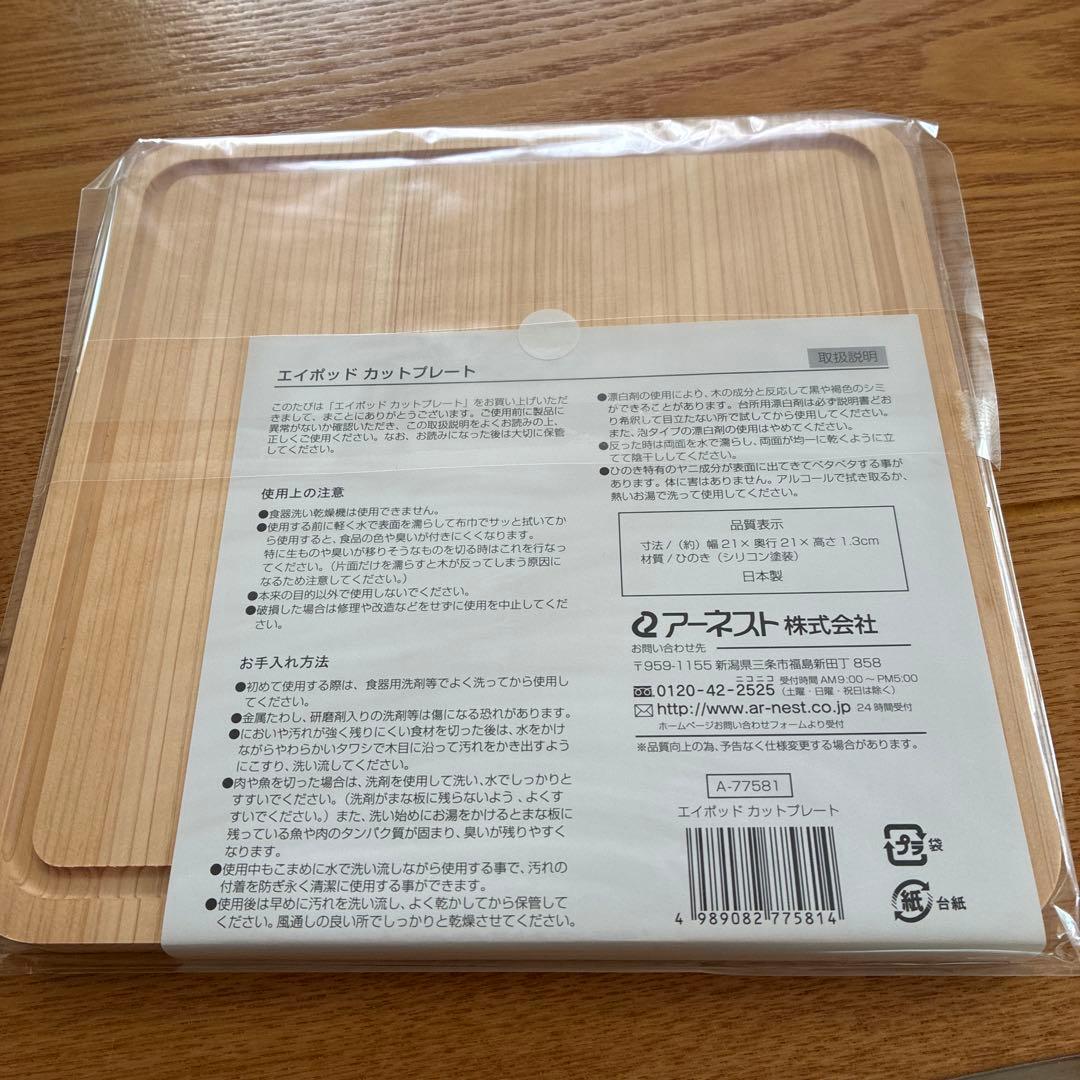 エイポッド カットプレート
取扱説明
このたびは「エイポッド カットプレート」をお買い上げいただ
きまして、まことにありがとうございます。ご使用前に製品に
異常がないか確認いただき、この取扱説明をよくお読みの上、
正しくご使用ください。なお、お読みになった後は大切に保管
してください。
使用上の注意
●食器洗い乾燥機は使用できません。
●使用する前に軽く水で表面を濡らして布巾でサッと拭いてか
ら使用すると、食品の色や臭いが付きにくくなります。
特に生ものや臭いが移りそうなものを切る時はこれを行なっ
てください。（片面だけを濡らすと木が反ってしまう原因に
なるため注意してください。）
●本来の目的以外で使用しないでください。
●破損した場合は修理や改造などをせずに使用を中止してくだ
さい。
お手入れ方法
●初めて使用する際は、食器用洗剤等でよく洗ってから使用し
てください。
●金属たわし、研磨剤入りの洗剤等は傷になる恐れがあります。
●においや汚れが強く残りにくい食材を切った後は、水をかけ
ながらやわらかいタワシで木目に沿って汚れをかき出すよう
にこすり、洗い流してください。
●肉や魚を切った場合は、洗剤を使用して洗い、水でしっかりと
すすいでください。（洗剤がまな板に残らないよう、よくす
すいでください。）また、洗い始めにお湯をかけるとまな板に
残っている魚や肉のタンパク質が固まり、臭いが残りやすく
なります。
●使用中もこまめに水で洗い流しながら使用する事で、汚れの
付着を防ぎ永く清潔に使用する事ができます。
●使用後は早めに汚れを洗い流し、よく乾かしてから保管して
ください。風通しの良い所でしっかりと乾燥させてください。
●漂白剤の使用により、木の成分と反応して黒や褐色のシミ
ができることがあります。台所用漂白剤は必ず説明書どお
り希釈して目立たない所で試してから使用してください。
また、泡タイプの漂白剤の使用はやめてください。
●反った時は両面を水で濡らし、両面が均一に乾くように立
てて陰干ししてください。
●ひのき特有のヤニ成分が表面に出てきてベタベタする事が
あります。体に害はありません。アルコールで拭き取るか、
熱いお湯で洗って使用してください。
品質表示
寸法/（約）幅21×奥行21×高さ1.3cm
材質/ひのき（シリコン塗装）
日本製
アーネスト株式会社
お問い合わせ先
〒959-1155 新潟県三条市福島新田丁858
ニコニコ 受付時間 AM9:00～PM5:00
0120-42-2525（土曜・日曜・祝日は除く）
http://www.ar-nest.co.jp 24時間受付
ホームページお問い合わせフォームより受付
※品質向上の為、予告なく仕様変更する場合があります。
A-77581
エイポッド カットプレート
4 989082 775814
プラ 袋
紙 台紙